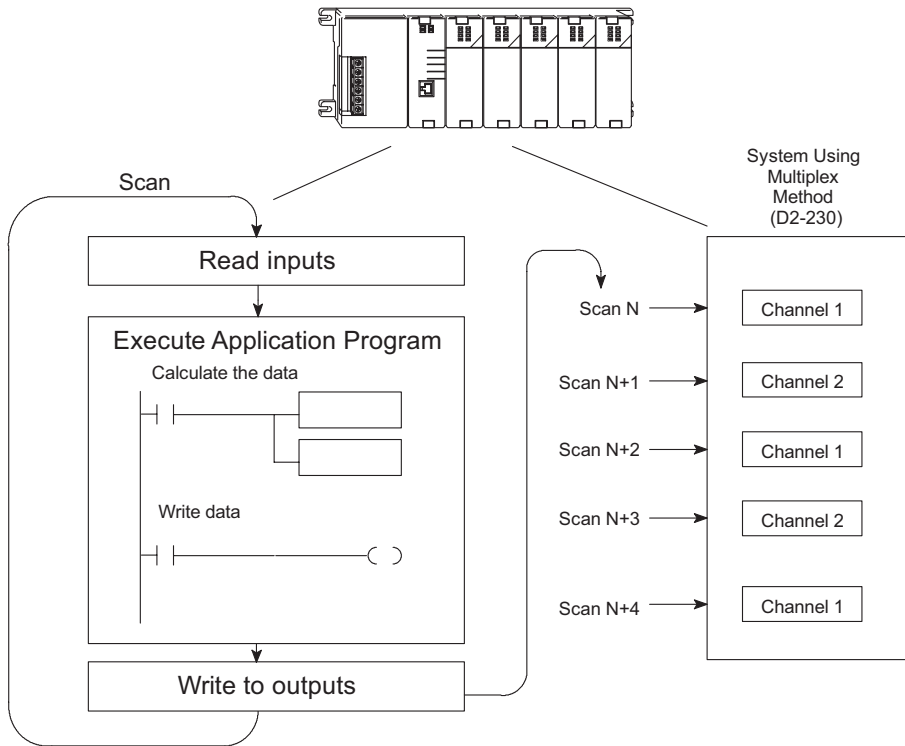 System Using
Multiplex
Method
(D2-230)
Scan
Read inputs
Execute Application Program
Calculate the data
Write data
Write to outputs
Scan N
Channel 1
Scan N+1
Channel 2
Scan N+2
Channel 1
Scan N+3
Channel 2
Scan N+4
Channel 1